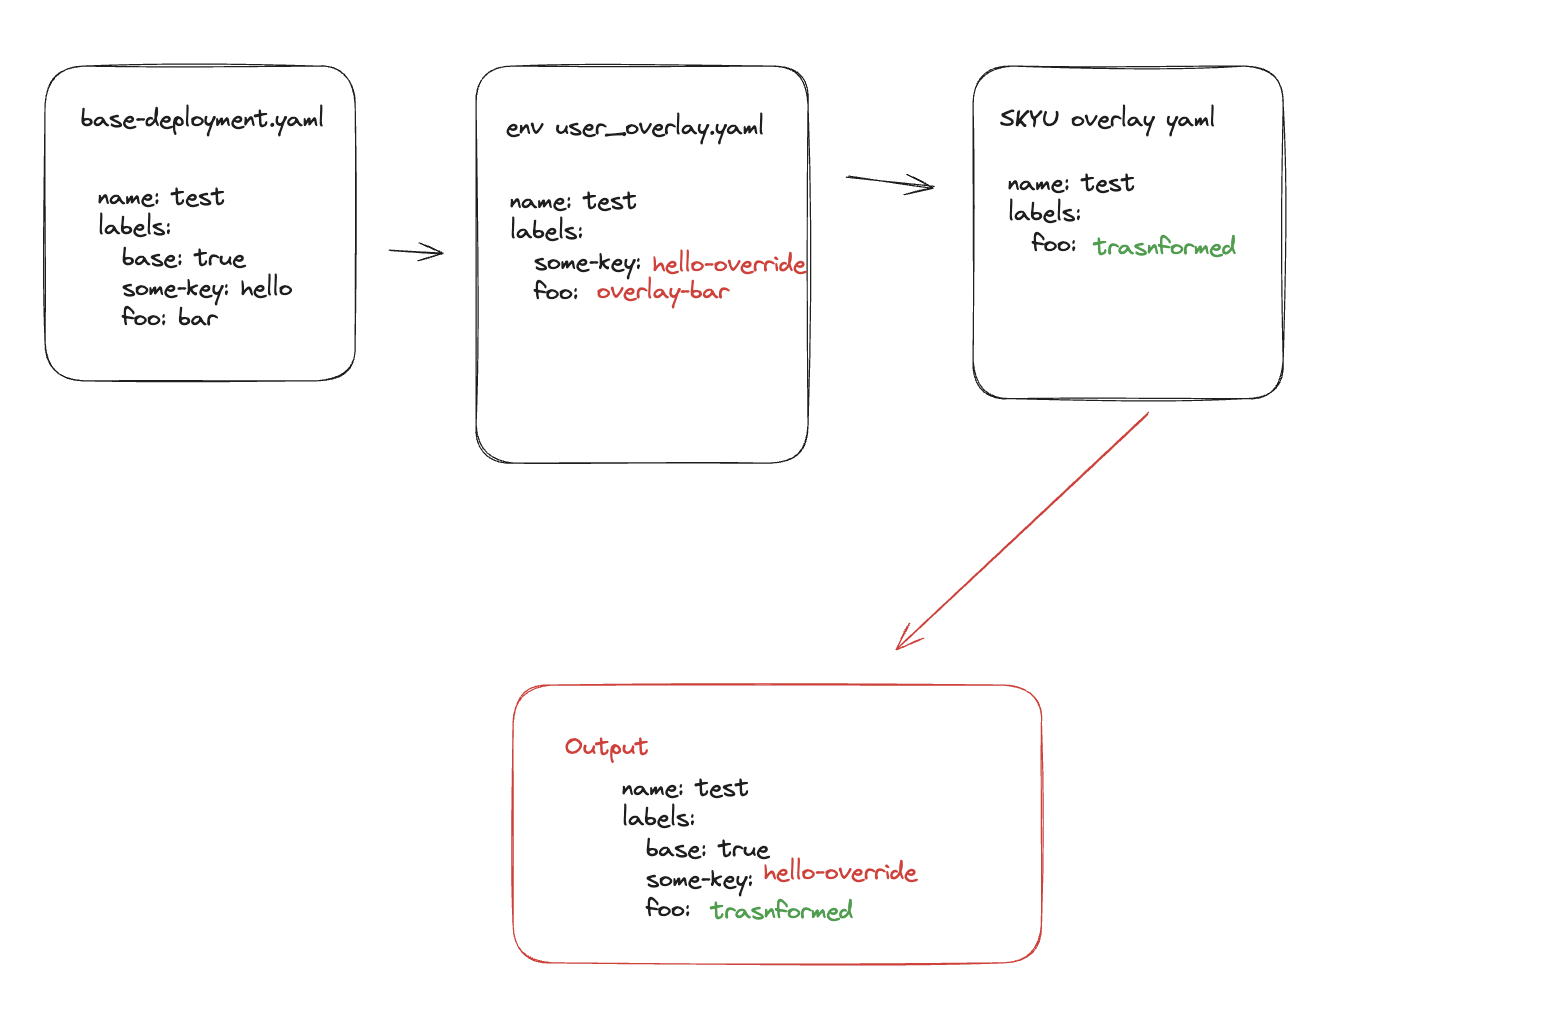 base-deployment.yaml
name: test
labels:
base: true
some-key: hello
foo: bar
env user_overlay.yaml
name: test
labels:
some-key: hello-override
foo: overlay-bar
SKYU overlay yaml
name: test
labels:
foo: trasnformed
Output
name: test
labels:
base: true
some-key: hello-override
foo: trasnformed